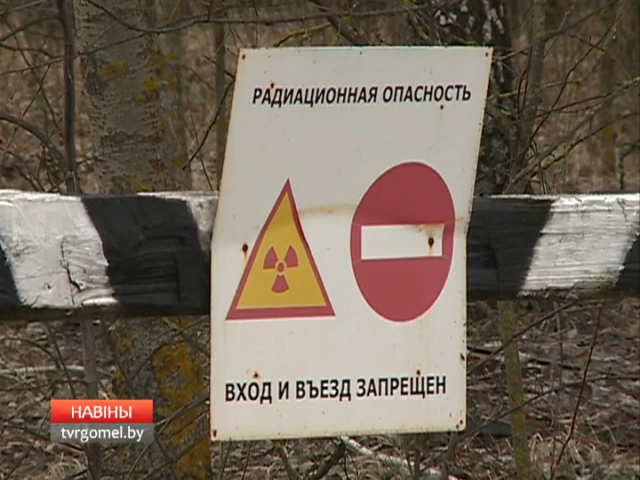 РАДИАЦИОННАЯ ОПАСНОСТЬ
ВХОД И ВЪЕЗД ЗАПРЕЩЕН
НАВІНЫ
tvrgomel.by